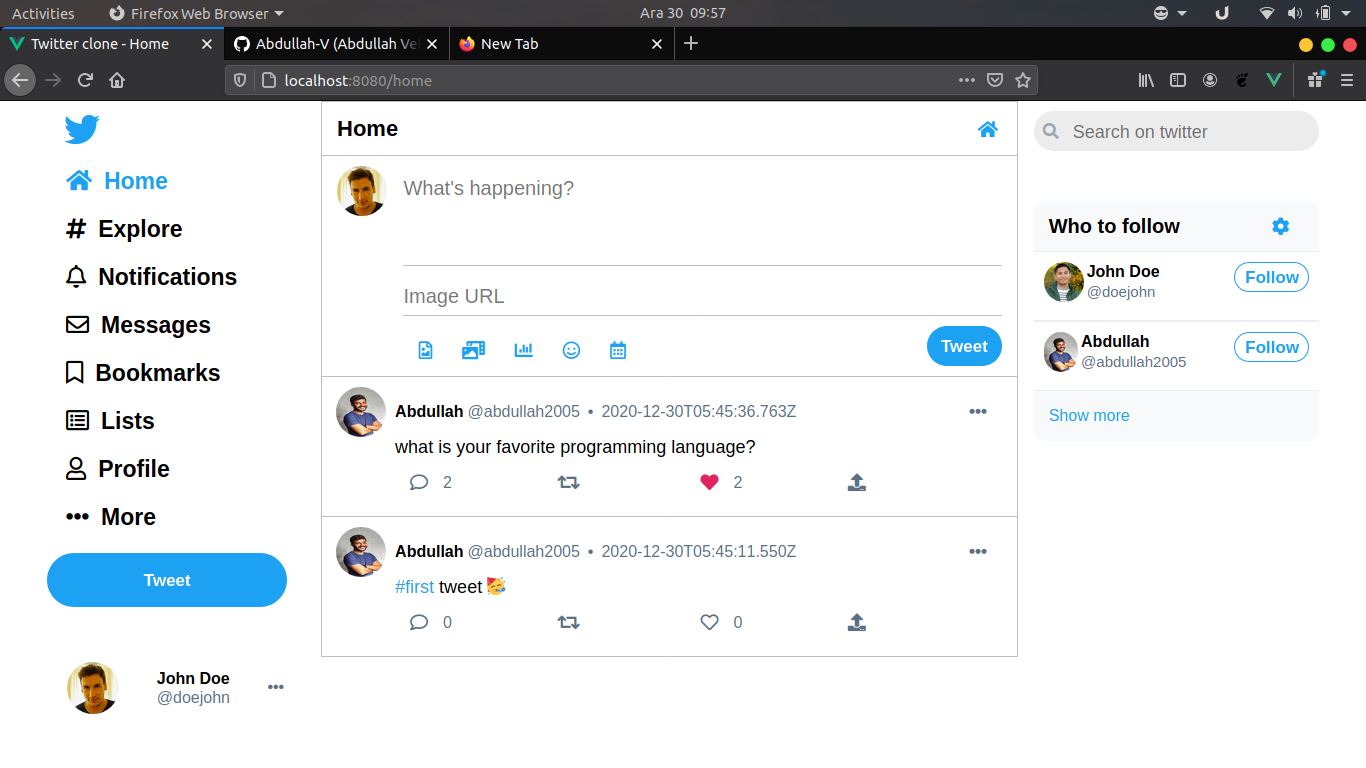 Activities
Firefox Web Browser
Ara 30 09:57
Twitter clone - Home
Abdullah-V (Abdullah Ve
New Tab
localhost:8080/home
Home
Explore
Notifications
Messages
Bookmarks
Lists
Profile
More
Tweet
John Doe
@doejohn
Home
What's happening?
Image URL
Tweet
Abdullah @abdullah2005 • 2020-12-30T05:45:36.763Z
what is your favorite programming language?
2 2
Abdullah @abdullah2005 • 2020-12-30T05:45:11.550Z
#first tweet 🥳
0 0
Search on twitter
Who to follow
John Doe
@doejohn
Follow
Abdullah
@abdullah2005
Follow
Show more